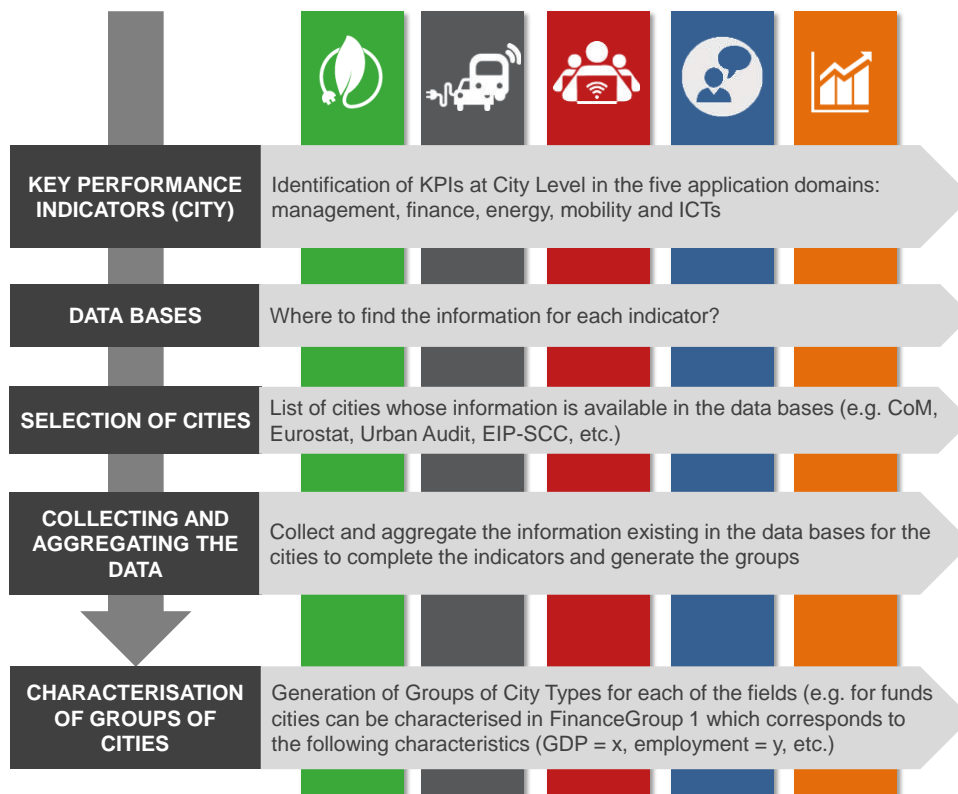 KEY PERFORMANCE
INDICATORS (CITY)
Identification of KPIs at City Level in the five application domains:
management, finance, energy, mobility and ICTs
DATA BASES
Where to find the information for each indicator?
SELECTION OF CITIES
List of cities whose information is available in the data bases (e.g. CoM,
Eurostat, Urban Audit, EIP-SCC, etc.)
COLLECTING AND
AGGREGATING THE
DATA
Collect and aggregate the information existing in the data bases for the
cities to complete the indicators and generate the groups
CHARACTERISATION
OF GROUPS OF
CITIES
Generation of Groups of City Types for each of the fields (e.g. for funds
cities can be characterised in FinanceGroup 1 which corresponds to
the following characteristics (GDP = x, employment = y, etc.)